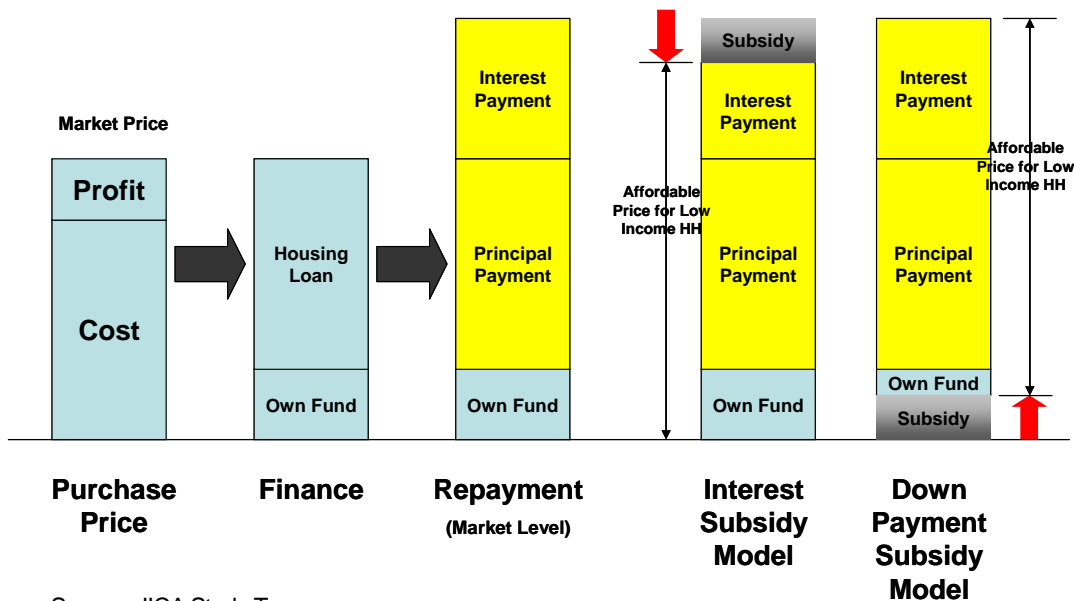 Market Price
Profit
Cost
Housing
Loan
Own Fund
Interest
Payment
Principal
Payment
Own Fund
Affordable
Price for Low
Income HH
Subsidy
Interest
Payment
Principal
Payment
Own Fund
Interest
Payment
Principal
Payment
Own Fund
Subsidy
Affordable
Price for Low
Income HH
Purchase
Price
Finance
Repayment
(Market Level)
Interest
Subsidy
Model
Down
Payment
Subsidy
Model